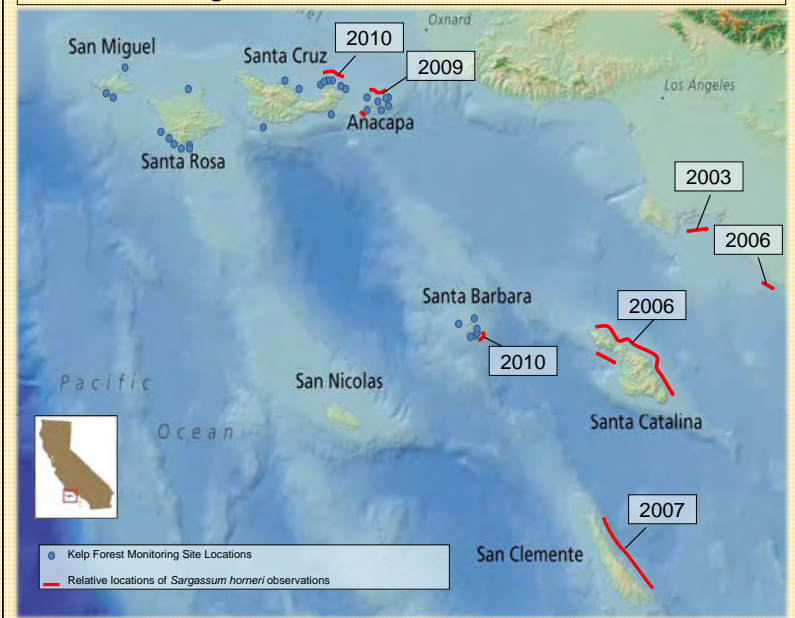 Oxnard
San Miguel
Santa Cruz
2010
2009
Los Angeles
Anacapa
Santa Rosa
2003
2006
Santa Barbara
2006
2010
San Nicolas
Pacific
Ocean
Santa Catalina
2007
San Clemente
Kelp Forest Monitoring Site Locations
Relative locations of Sargassum horneri observations